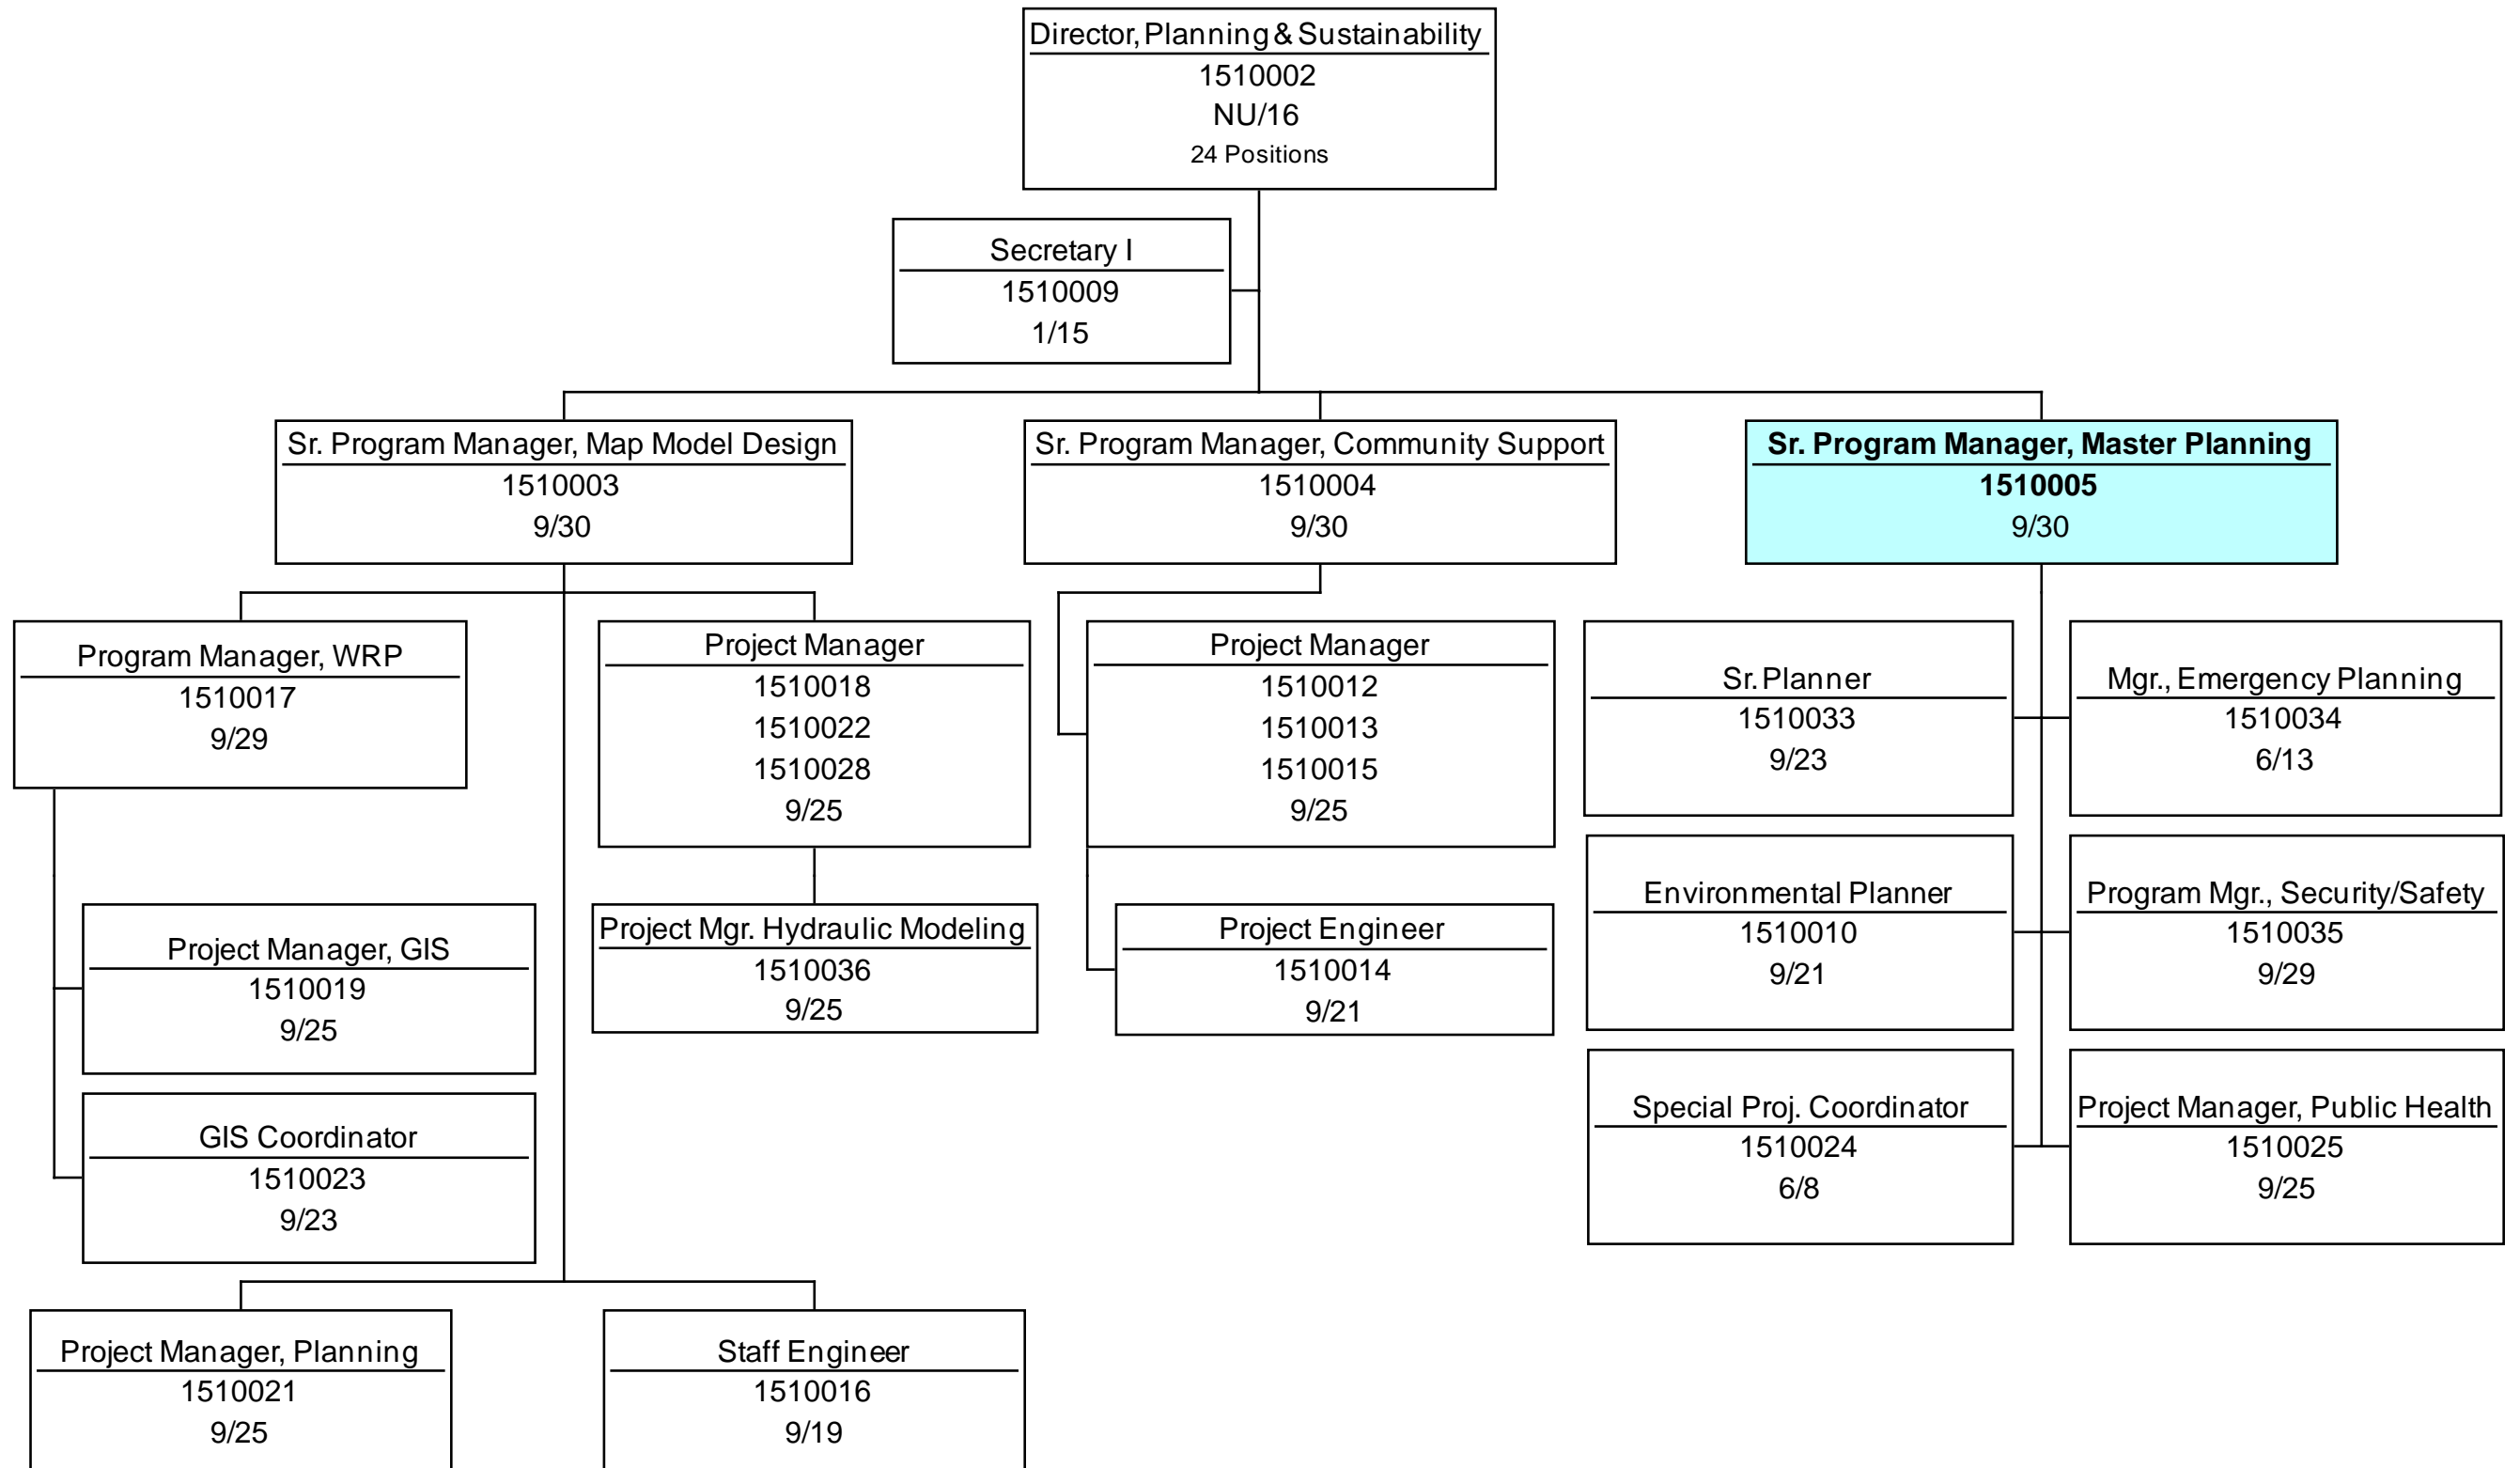 Director, Planning & Sustainability
1510002
NU/16
24 Positions
Secretary I
1510009
1/15
Sr. Program Manager, Map Model Design
1510003
9/30
Sr. Program Manager, Community Support
1510004
9/30
Sr. Program Manager, Master Planning
1510005
9/30
Program Manager, WRP
1510017
9/29
Project Manager
1510018
1510022
1510028
9/25
Project Manager
1510012
1510013
1510015
9/25
Sr. Planner
1510033
9/23
Mgr., Emergency Planning
1510034
6/13
Project Manager, GIS
1510019
9/25
Project Mgr. Hydraulic Modeling
1510036
9/25
Project Engineer
1510014
9/21
Environmental Planner
1510010
9/21
Program Mgr., Security/Safety
1510035
9/29
GIS Coordinator
1510023
9/23
Special Proj. Coordinator
1510024
6/8
Project Manager, Public Health
1510025
9/25
Project Manager, Planning
1510021
9/25
Staff Engineer
1510016
9/19